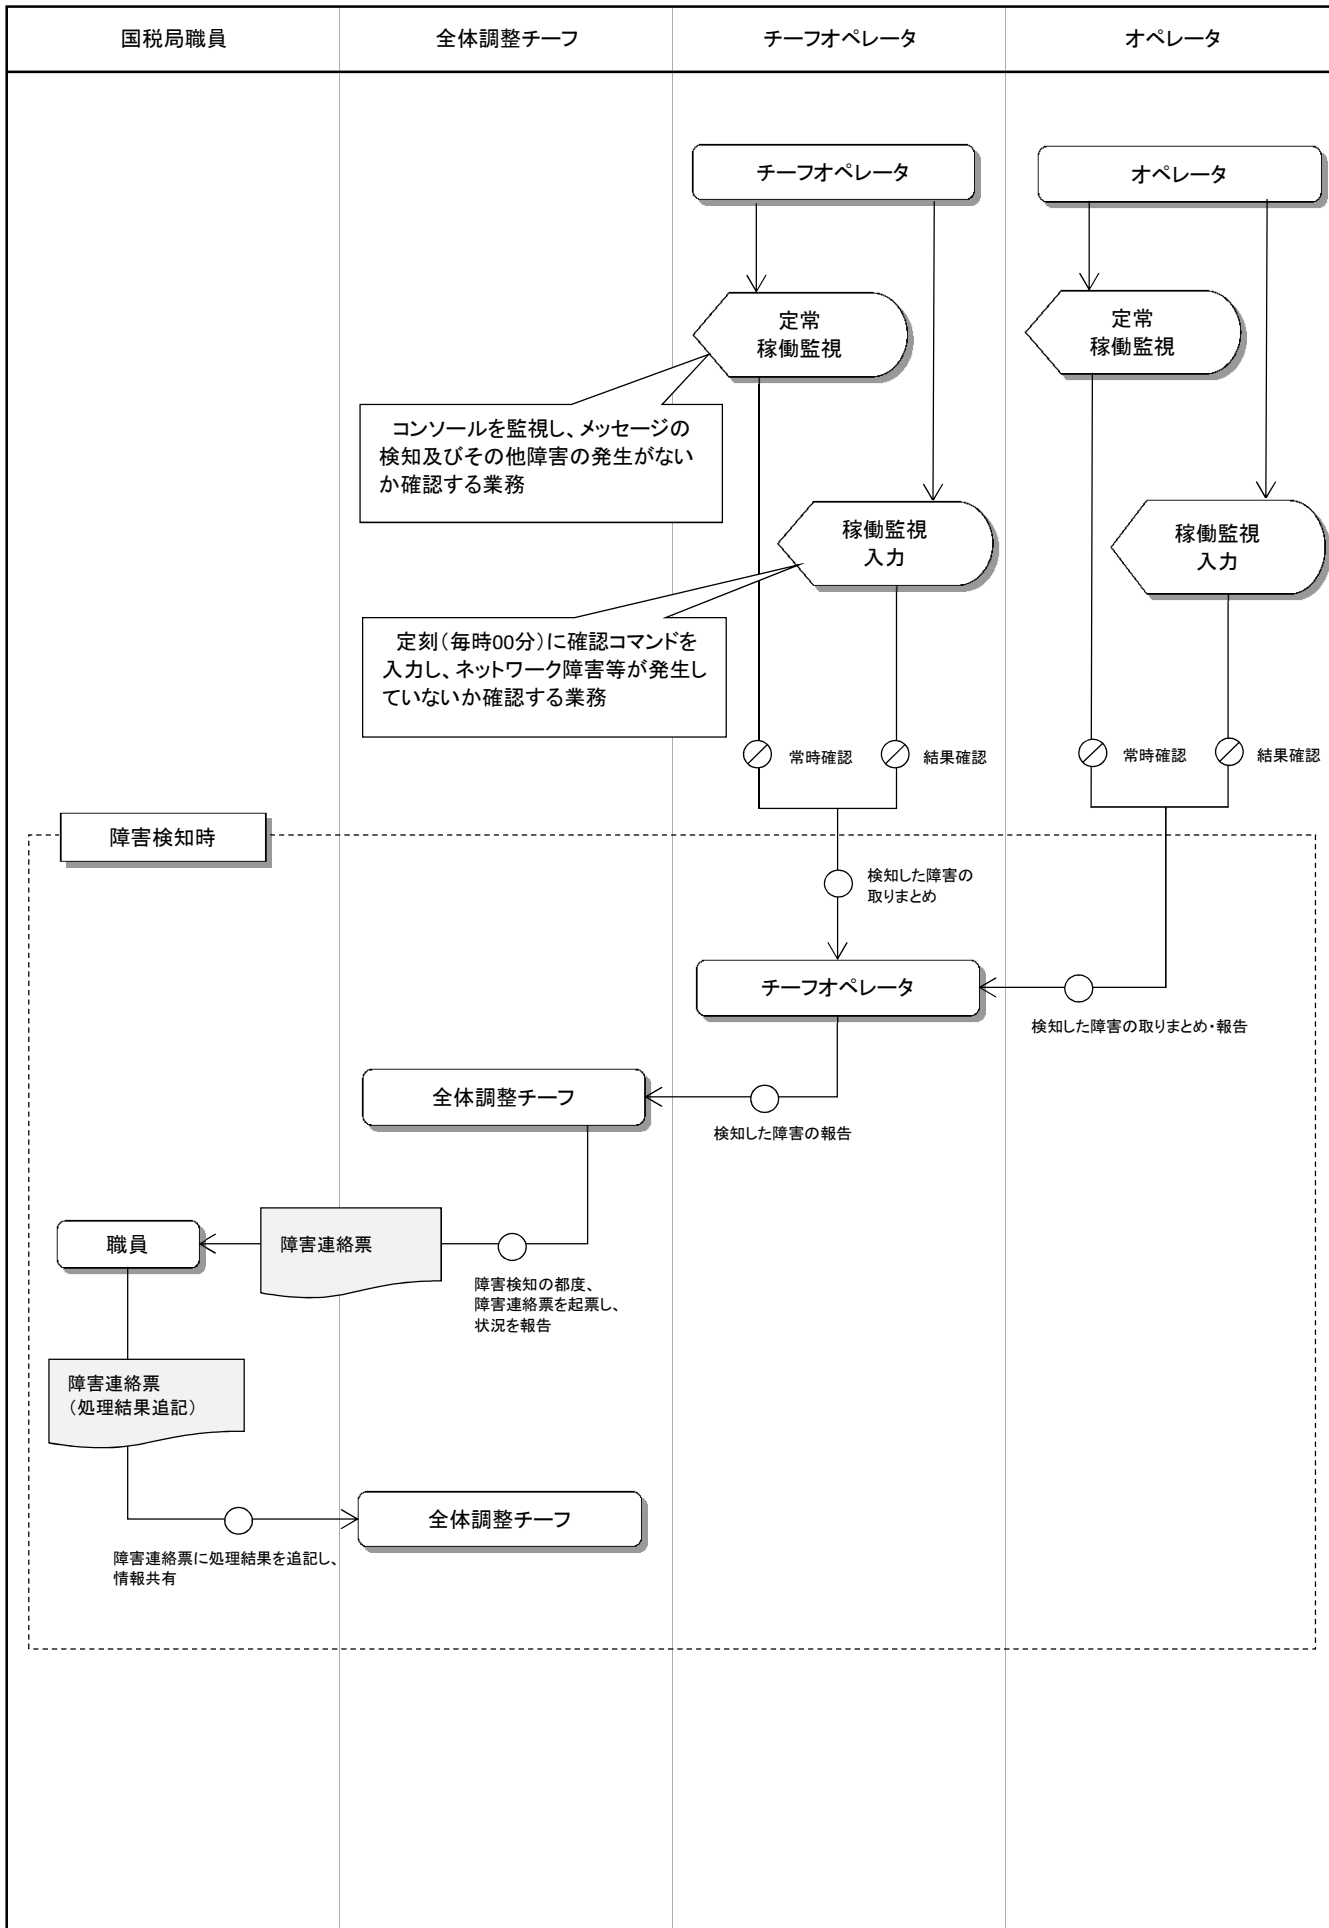 国税局職員
全体調整チーフ
チーフオペレータ
オペレータ
チーフオペレータ
オペレータ
定常
稼働監視
定常
稼働監視
コンソールを監視し、メッセージの
検知及びその他障害の発生がない
か確認する業務
稼働監視
入力
稼働監視
入力
定刻（毎時00分）に確認コマンドを
入力し、ネットワーク障害等が発生し
ていないか確認する業務
常時確認
結果確認
常時確認
結果確認
障害検知時
検知した障害の
取りまとめ
チーフオペレータ
検知した障害の取りまとめ・報告
全体調整チーフ
検知した障害の報告
職員
障害連絡票
障害検知の都度、
障害連絡票を起票し、
状況を報告
障害連絡票
（処理結果追記）
全体調整チーフ
障害連絡票に処理結果を追記し、
情報共有